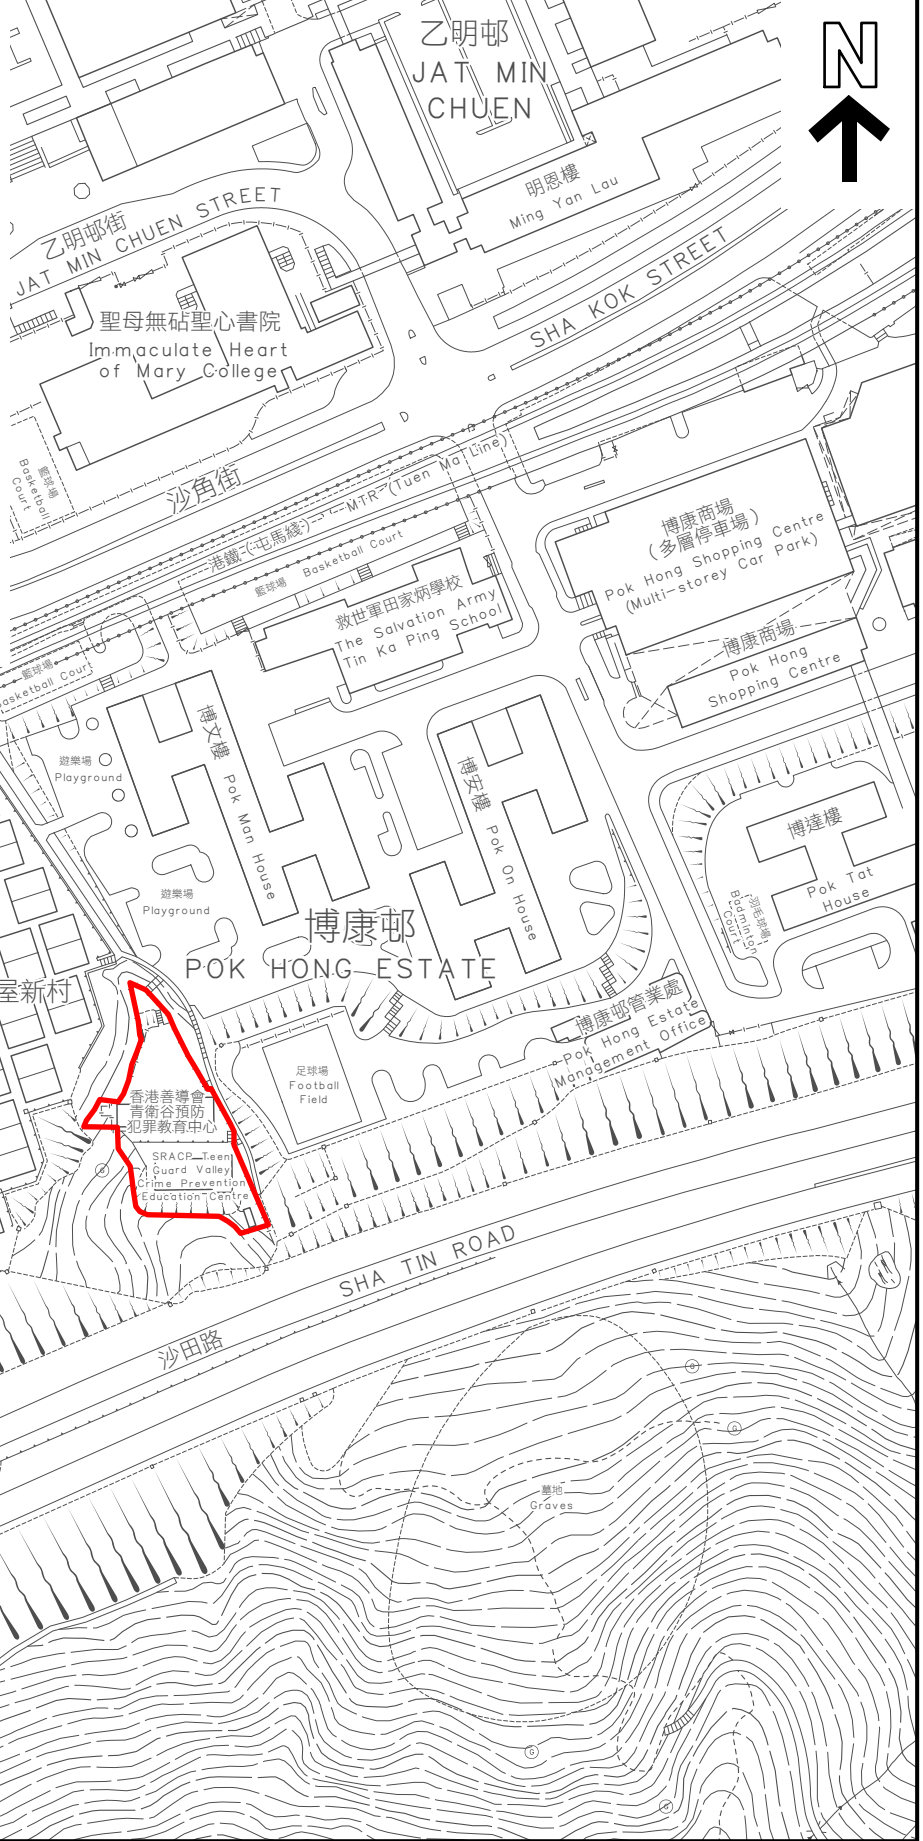 乙明邨
JAT MIN
CHUEN
N
明恩樓
Ming Yan Lau
乙明邨街
JAT MIN CHUEN STREET
SHA KOK STREET
聖母無玷聖心書院
Immaculate Heart
of Mary College
籃球場
Basketball
Court
沙角街
港鐵(屯馬綫)
MTR (Tuen Ma Line)
籃球場
Basketball Court
博康商場
(多層停車場)
Pok Hong Shopping Centre
(Multi-storey Car Park)
救世軍田家炳學校
The Salvation Army
Tin Ka Ping School
博康商場
Pok Hong
Shopping Centre
籃球場
Basketball Court
博文樓
Pok Man House
博安樓
Pok On House
遊樂場
Playground
博達樓
Pok Tat
House
遊樂場
Playground
羽毛球場
Badminton
Court
博康邨
POK HONG ESTATE
屋新村
博康邨管業處
Pok Hong Estate
Management Office
足球場
Football
Field
香港善導會
青衛谷預防
犯罪教育中心
SRACP Teen
Guard Valley
Crime Prevention
Education Centre
G
SHA TIN ROAD
沙田路
G
G
墓地
Graves
G
G